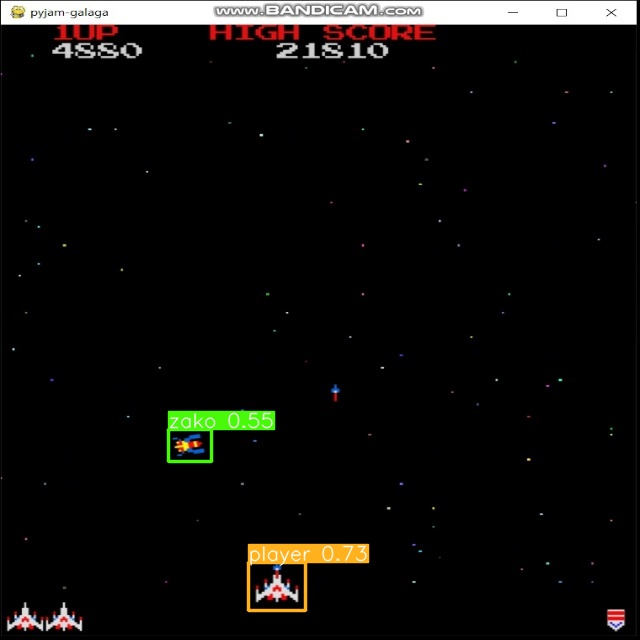 pyjam-galaga
www.BANDICAM.com
1UP HIGH SCORE
4880 21810
zako 0.55
player 0.73